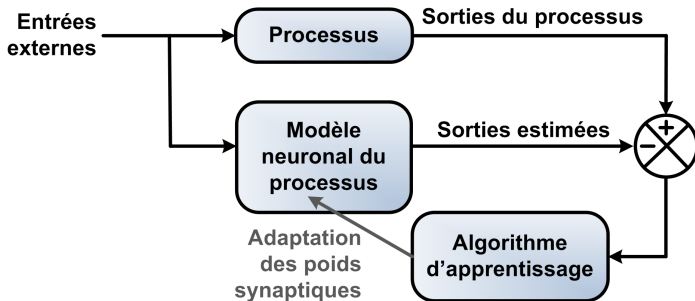 Entrées
externes
Processus
Sorties du processus
Modèle
neuronal du
processus
Sorties estimées
+
−
Adaptation
des poids
synaptiques
Algorithme
d'apprentissage